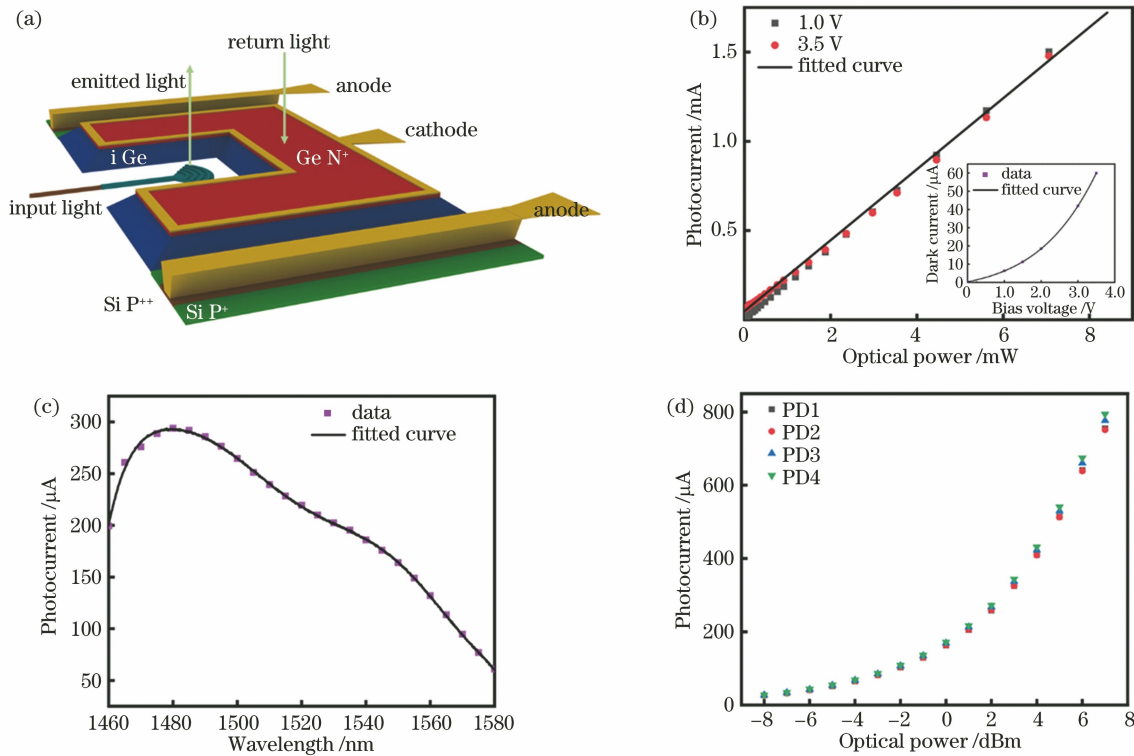 (a)
return light
emitted light
anode
cathode
i Ge
Ge N⁺
input light
anode
Si P⁺⁺
Si P⁺
(b)
1.0 V
3.5 V
fitted curve
Photocurrent /mA
1.5
1.0
0.5
0
2
4
6
8
Optical power /mW
data
fitted curve
Dark current /μA
60
50
40
30
20
10
0
0
1.0
2.0
3.0
4.0
Bias voltage /V
(c)
data
fitted curve
Photocurrent /μA
300
250
200
150
100
50
1460
1480
1500
1520
1540
1560
1580
Wavelength /nm
(d)
PD1
PD2
PD3
PD4
Photocurrent /μA
800
600
400
200
0
−8
−6
−4
−2
0
2
4
6
8
Optical power /dBm